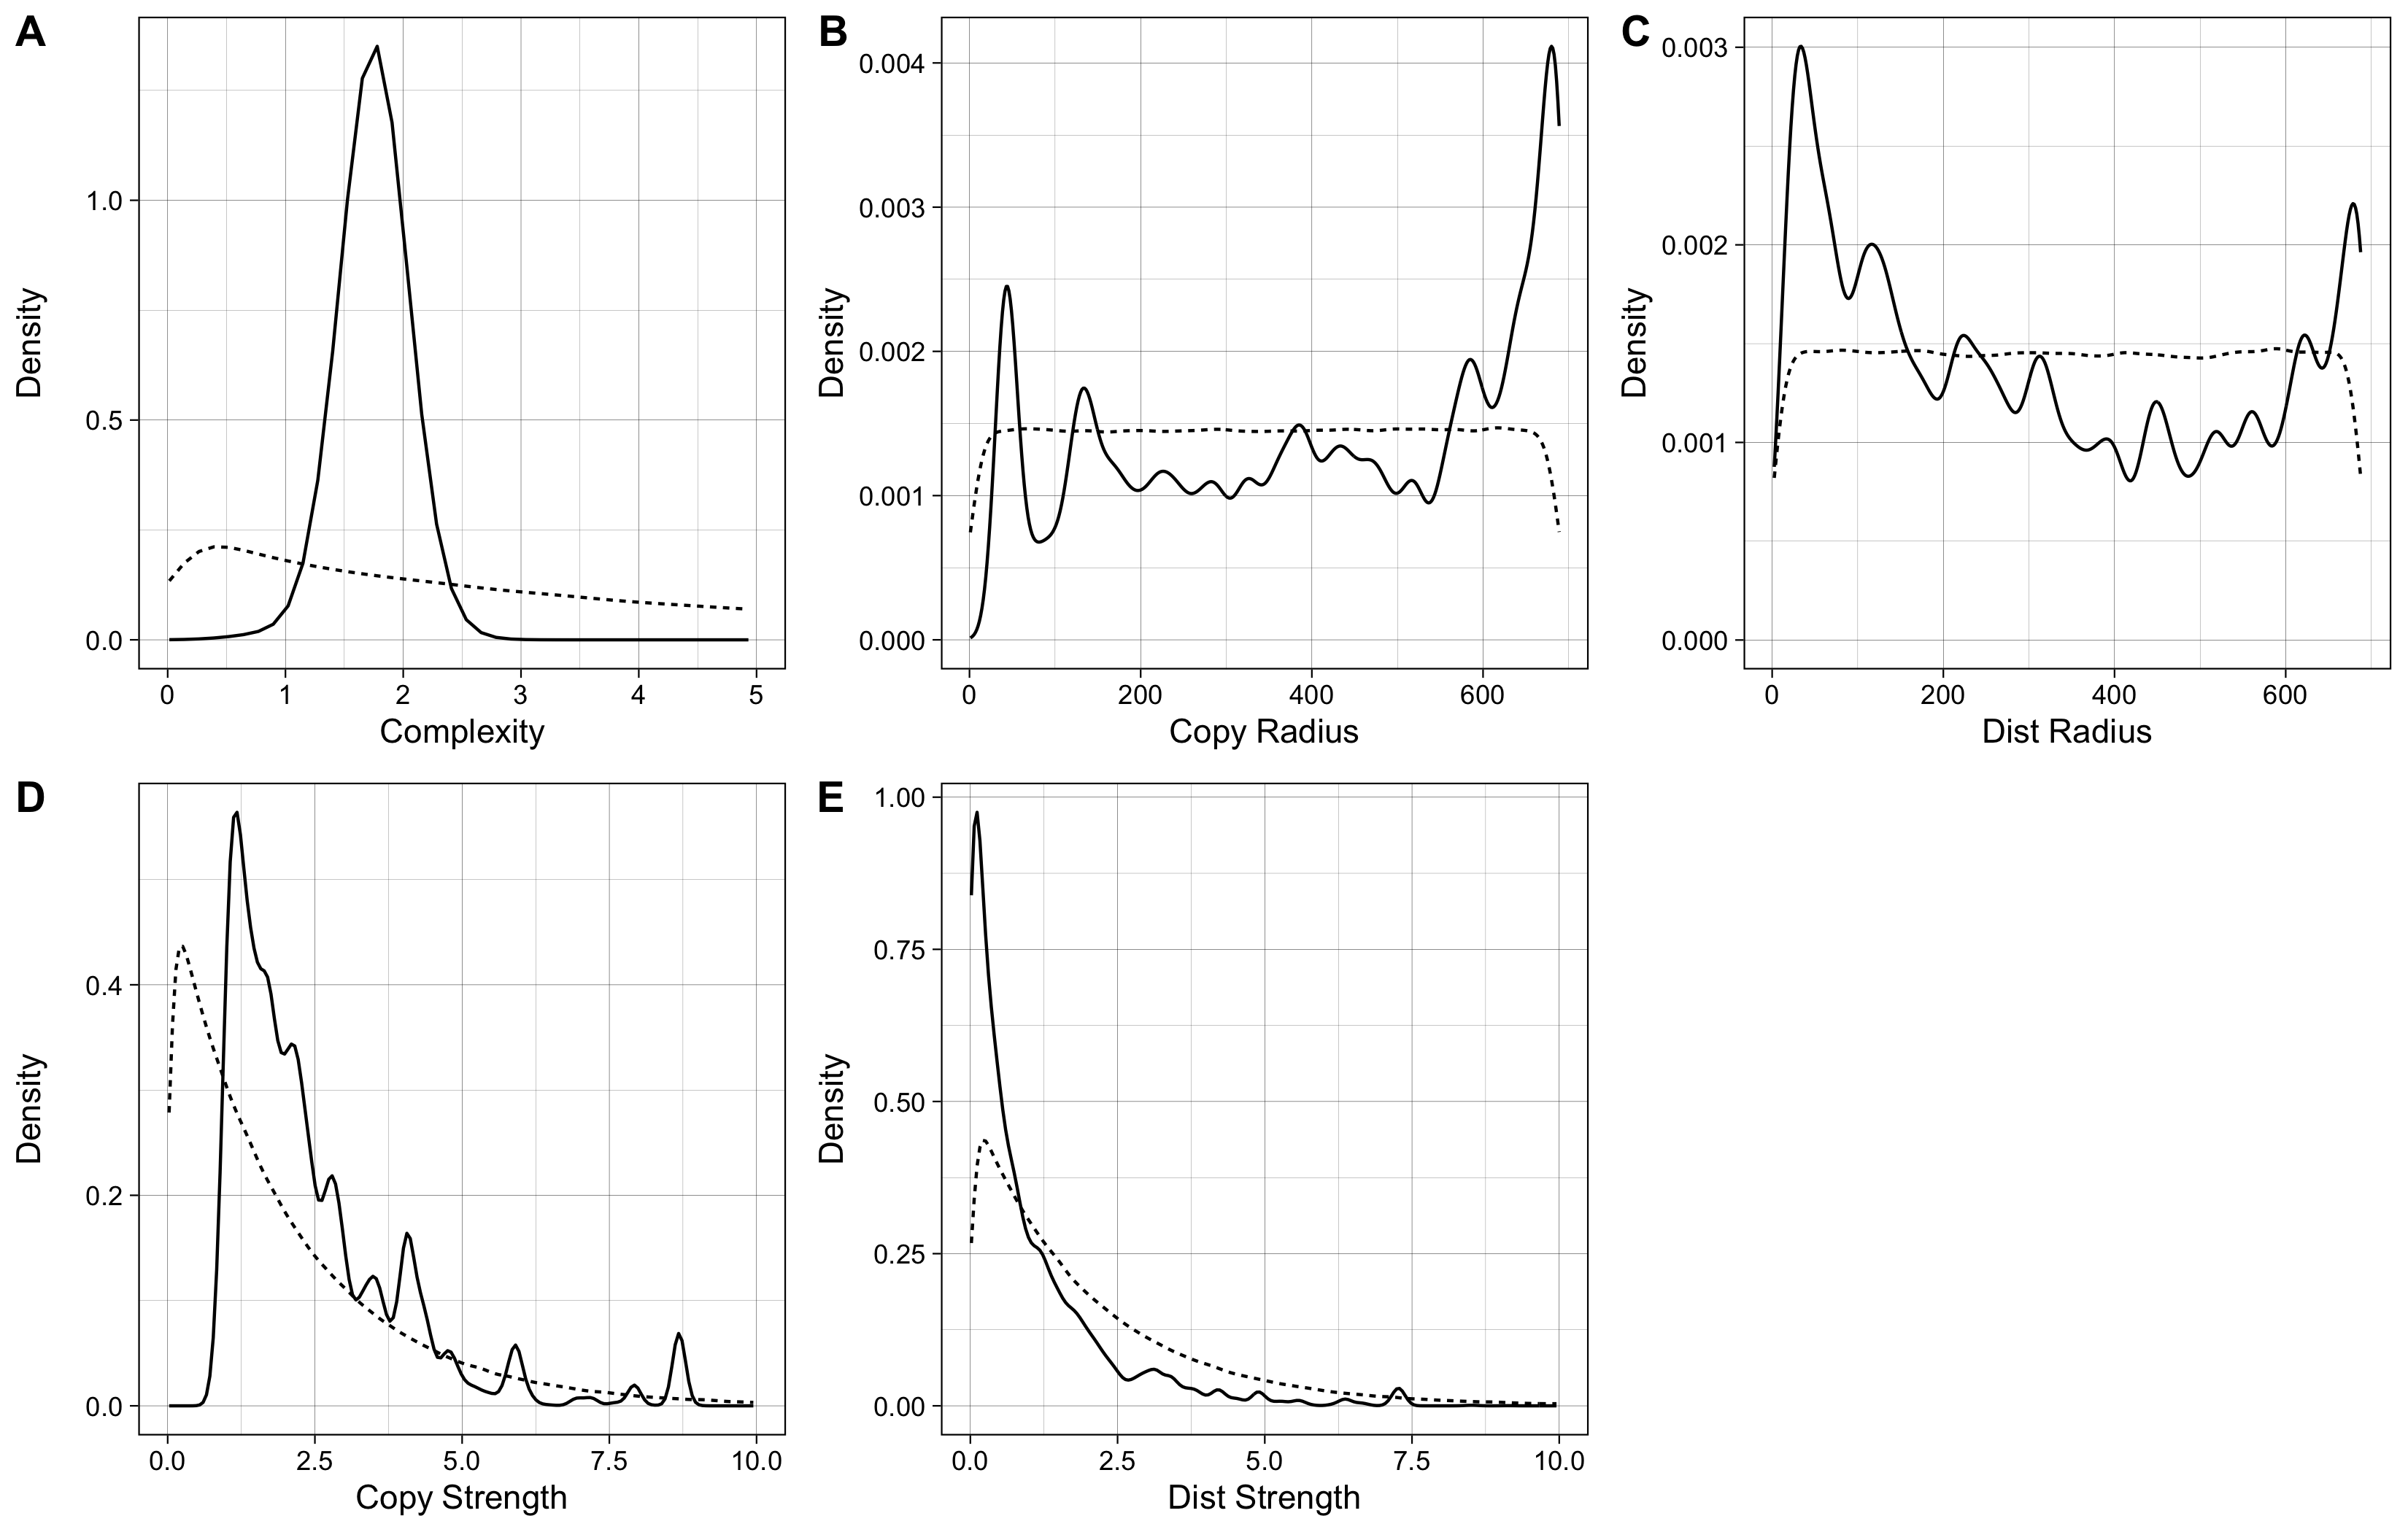 A
Density
1.0
0.5
0.0
0 1 2 3 4 5
Complexity
B
Density
0.004
0.003
0.002
0.001
0.000
0 200 400 600
Copy Radius
C
Density
0.003
0.002
0.001
0.000
0 200 400 600
Dist Radius
D
Density
0.4
0.2
0.0
0.0 2.5 5.0 7.5 10.0
Copy Strength
E
Density
1.00
0.75
0.50
0.25
0.00
0.0 2.5 5.0 7.5 10.0
Dist Strength